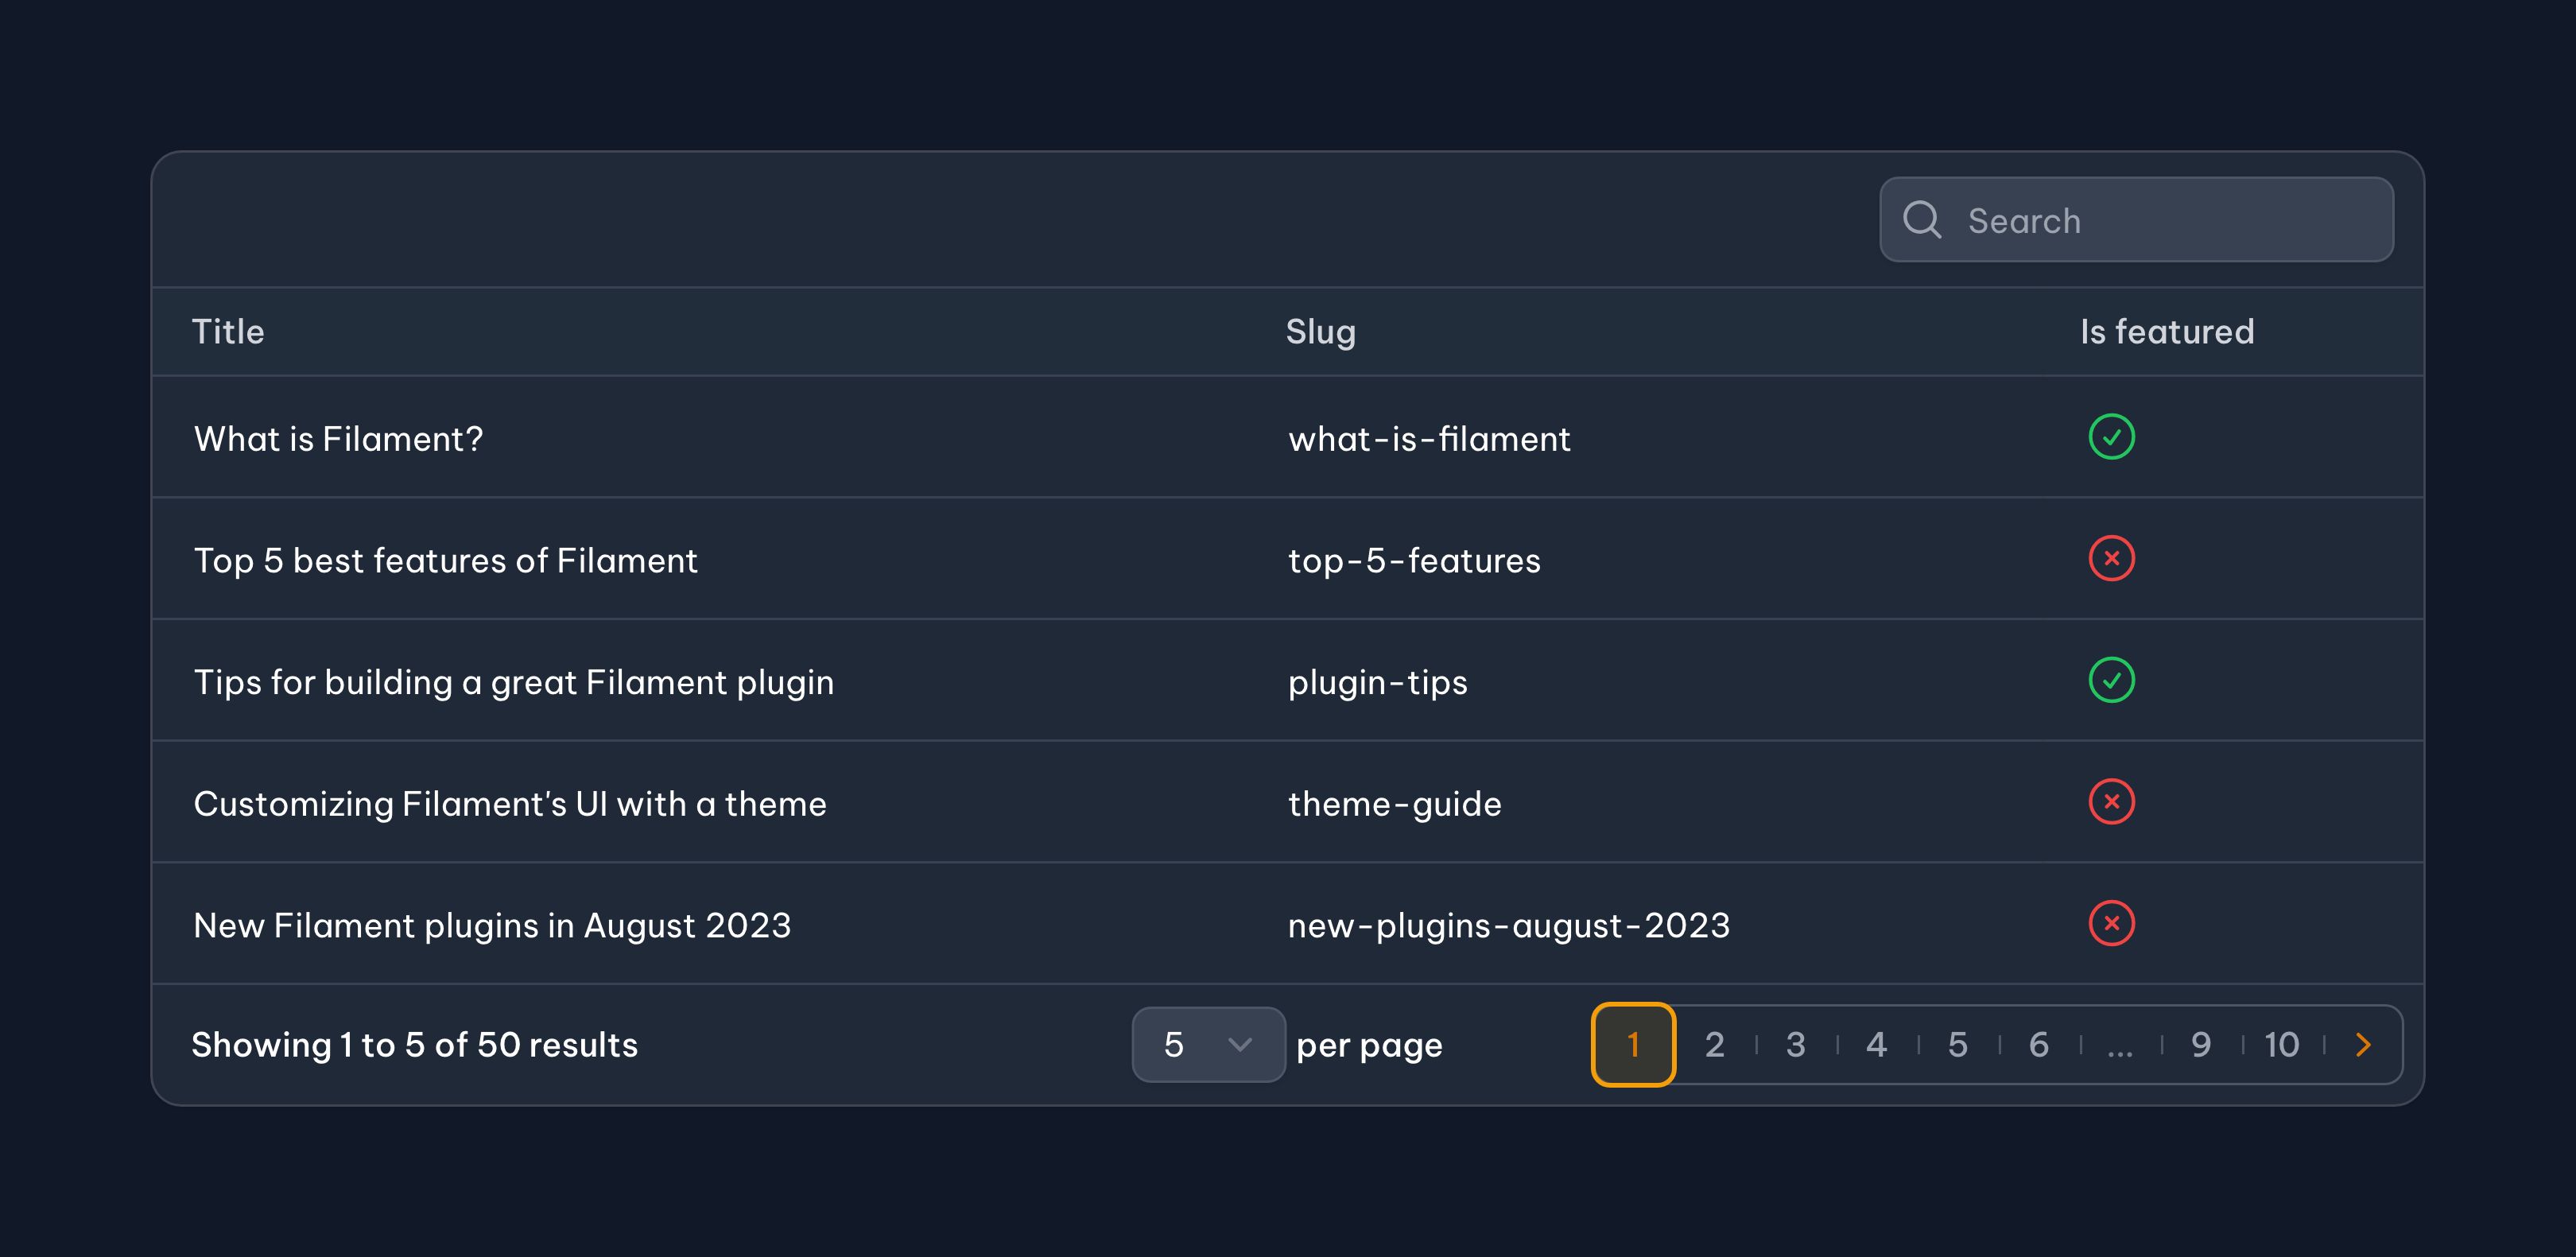 Search
Title Slug Is featured
What is Filament? what-is-filament
Top 5 best features of Filament top-5-features
Tips for building a great Filament plugin plugin-tips
Customizing Filament's UI with a theme theme-guide
New Filament plugins in August 2023 new-plugins-august-2023
Showing 1 to 5 of 50 results 5 per page 1 2 3 4 5 6 ... 9 10